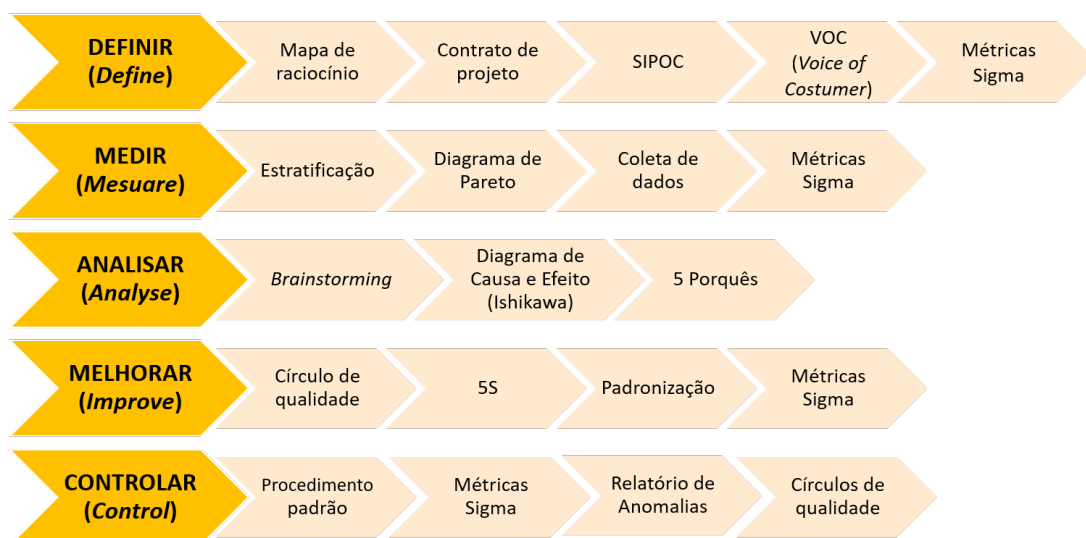 DEFINIR
(Define)
Mapa de
raciocínio
Contrato de
projeto
SIPOC
VOC
(Voice of
Costumer)
Métricas
Sigma
MEDIR
(Mesuare)
Estratificação
Diagrama de
Pareto
Coleta de
dados
Métricas
Sigma
ANALISAR
(Analyse)
Brainstorming
Diagrama de
Causa e Efeito
(Ishikawa)
5 Porquês
MELHORAR
(Improve)
Círculo de
qualidade
5S
Padronização
Métricas
Sigma
CONTROLAR
(Control)
Procedimento
padrão
Métricas
Sigma
Relatório de
Anomalias
Círculos de
qualidade